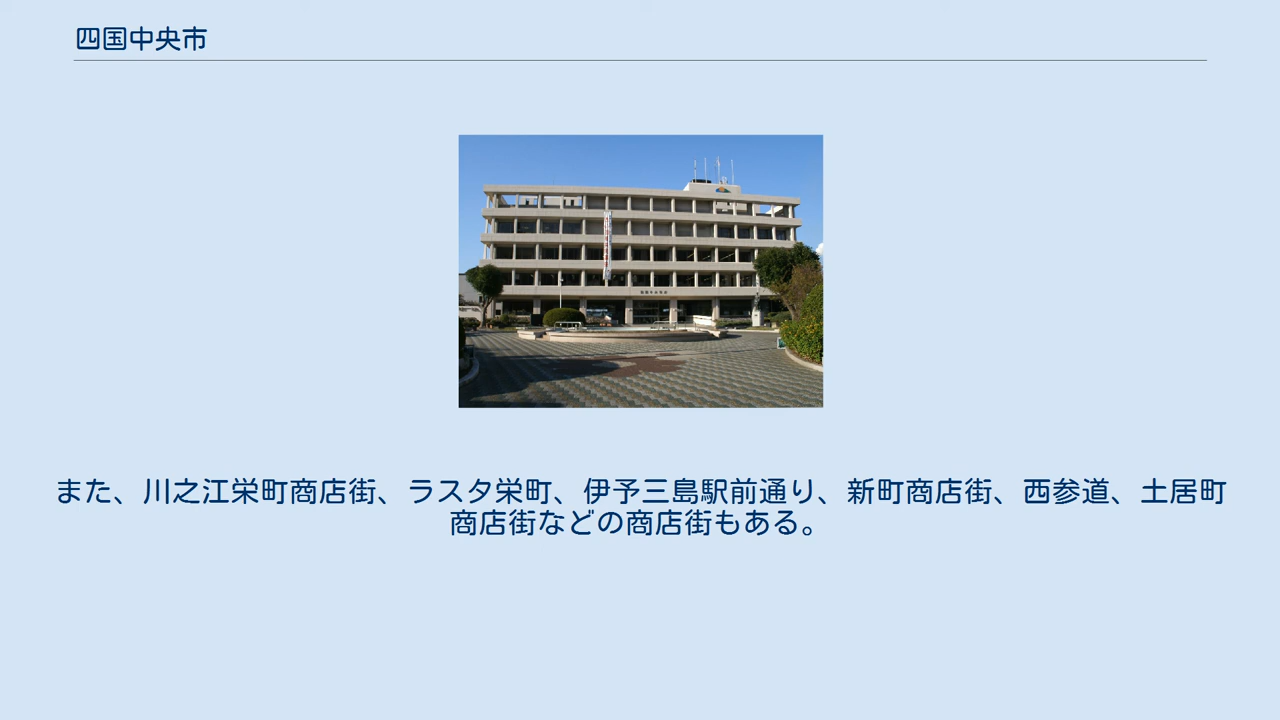 四国中央市
また、川之江栄町商店街、ラスタ栄町、伊予三島駅前通り、新町商店街、西参道、土居町
商店街などの商店街もある。